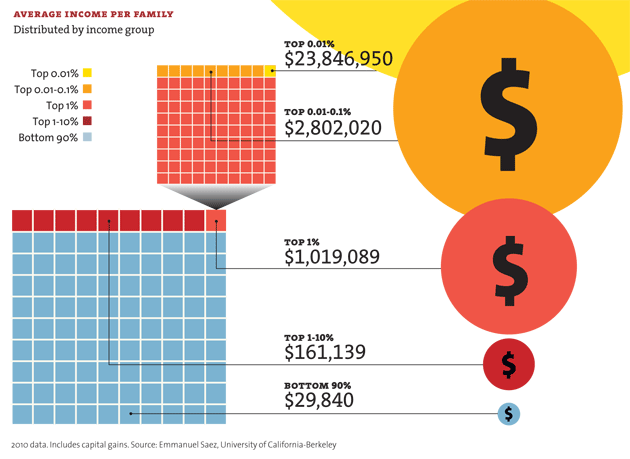 AVERAGE INCOME PER FAMILY
Distributed by income group
Top 0.01%
Top 0.01-0.1%
Top 1%
Top 1-10%
Bottom 90%
TOP 0.01%
$23,846,950
TOP 0.01-0.1%
$2,802,020
TOP 1%
$1,019,089
TOP 1-10%
$161,139
BOTTOM 90%
$29,840
$
$
$
$
2010 data. Includes capital gains. Source: Emmanuel Saez, University of California-Berkeley